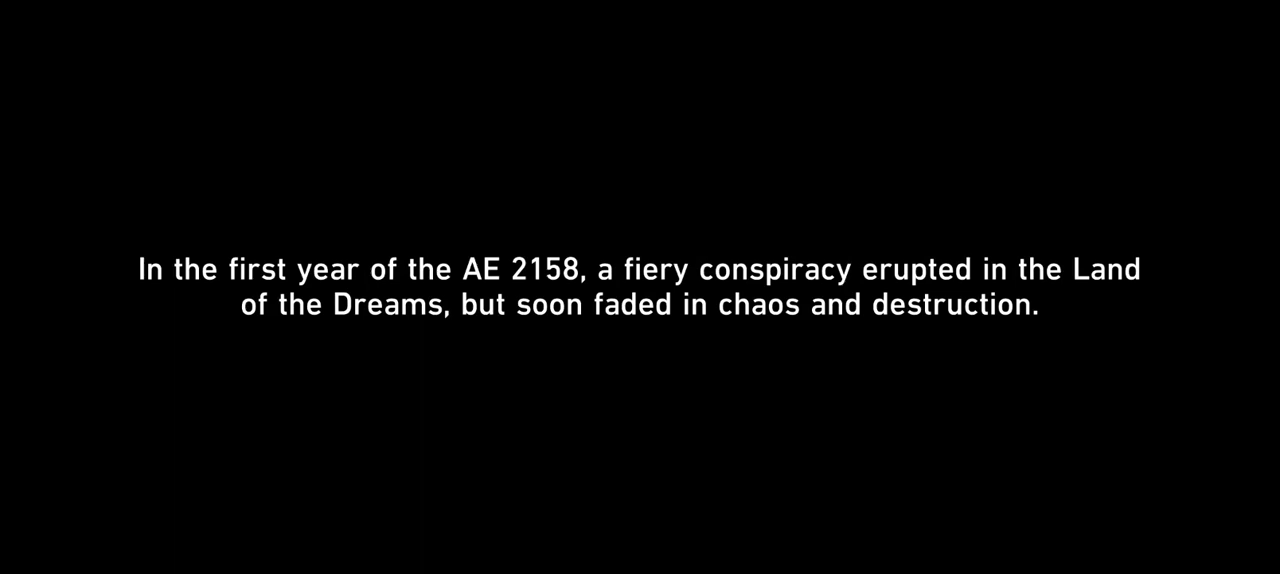 In the first year of the AE 2158, a fiery conspiracy erupted in the Land
of the Dreams, but soon faded in chaos and destruction.